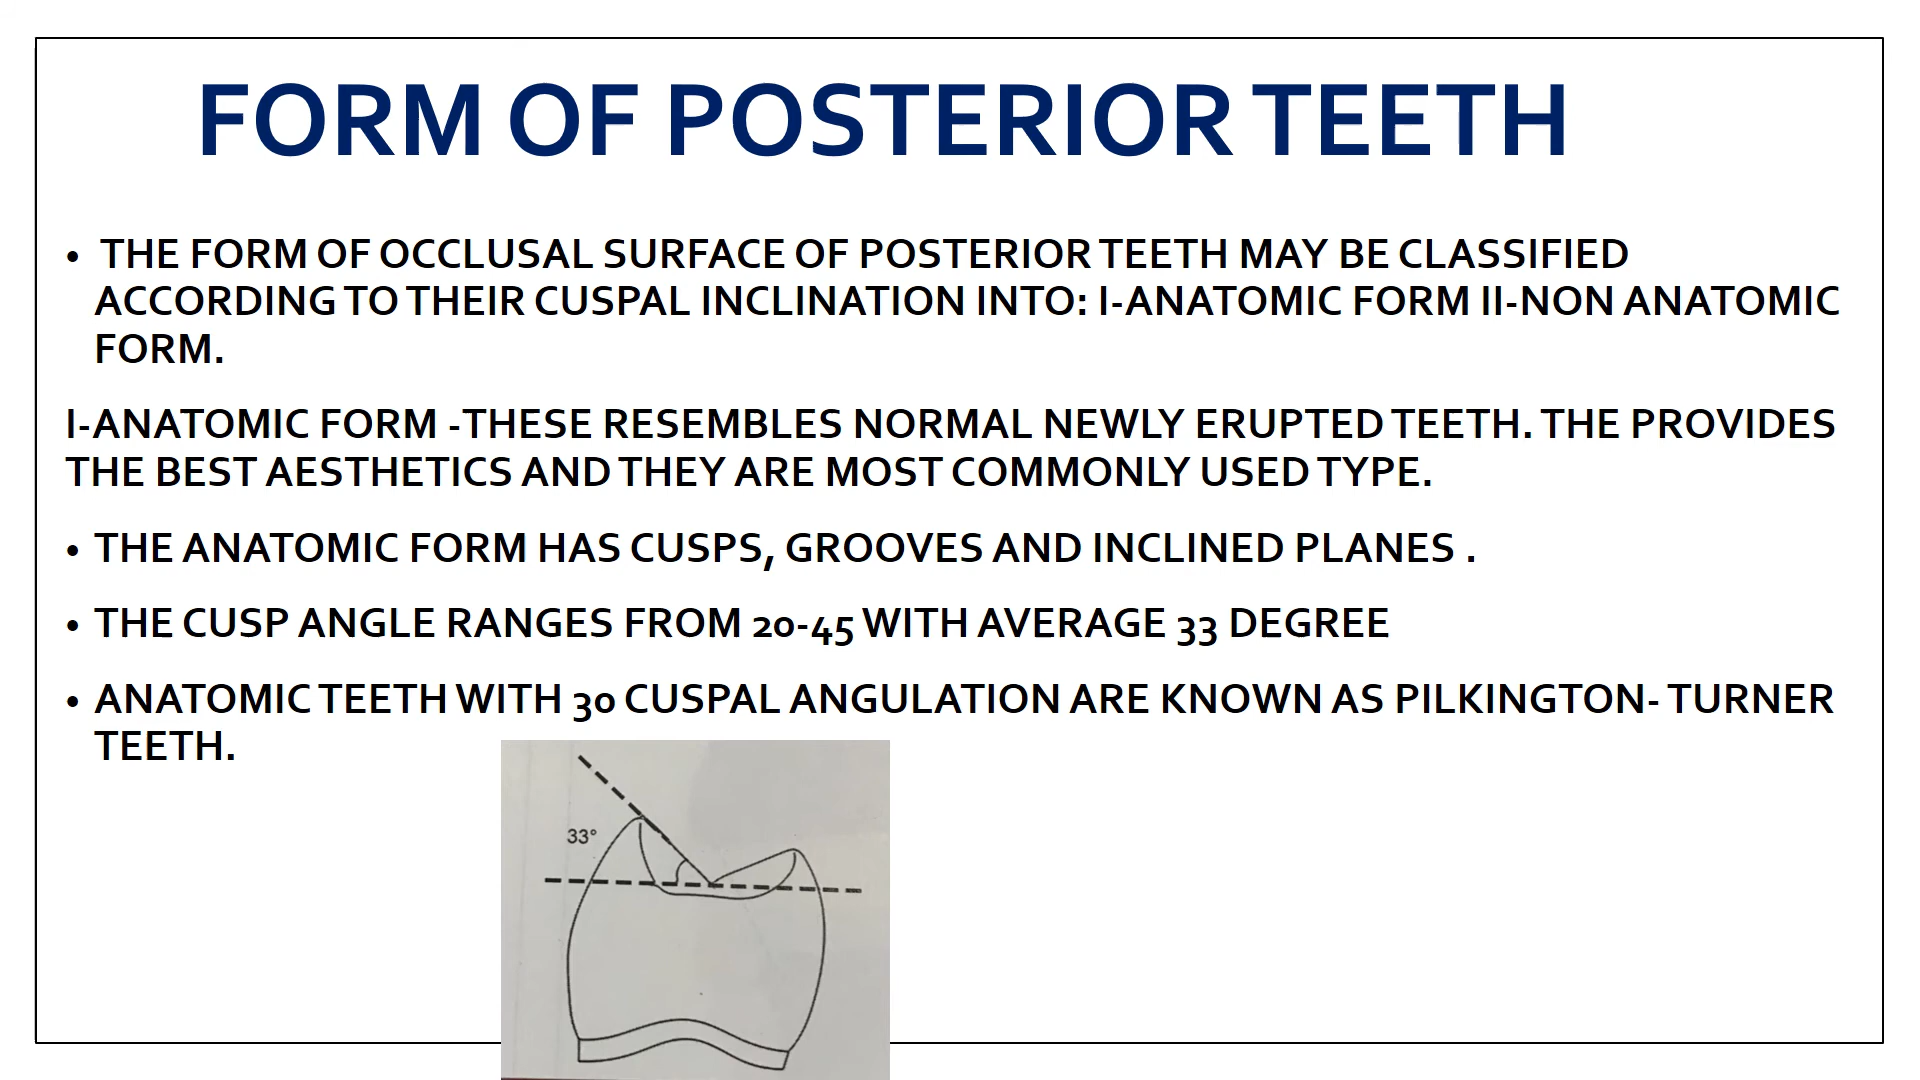 FORM OF POSTERIOR TEETH
• THE FORM OF OCCLUSAL SURFACE OF POSTERIOR TEETH MAY BE CLASSIFIED
ACCORDING TO THEIR CUSPAL INCLINATION INTO: I-ANATOMIC FORM II-NON ANATOMIC
FORM.
I-ANATOMIC FORM -THESE RESEMBLES NORMAL NEWLY ERUPTED TEETH. THE PROVIDES
THE BEST AESTHETICS AND THEY ARE MOST COMMONLY USED TYPE.
• THE ANATOMIC FORM HAS CUSPS, GROOVES AND INCLINED PLANES .
• THE CUSP ANGLE RANGES FROM 20-45 WITH AVERAGE 33 DEGREE
• ANATOMIC TEETH WITH 30 CUSPAL ANGULATION ARE KNOWN AS PILKINGTON- TURNER
TEETH.
33°